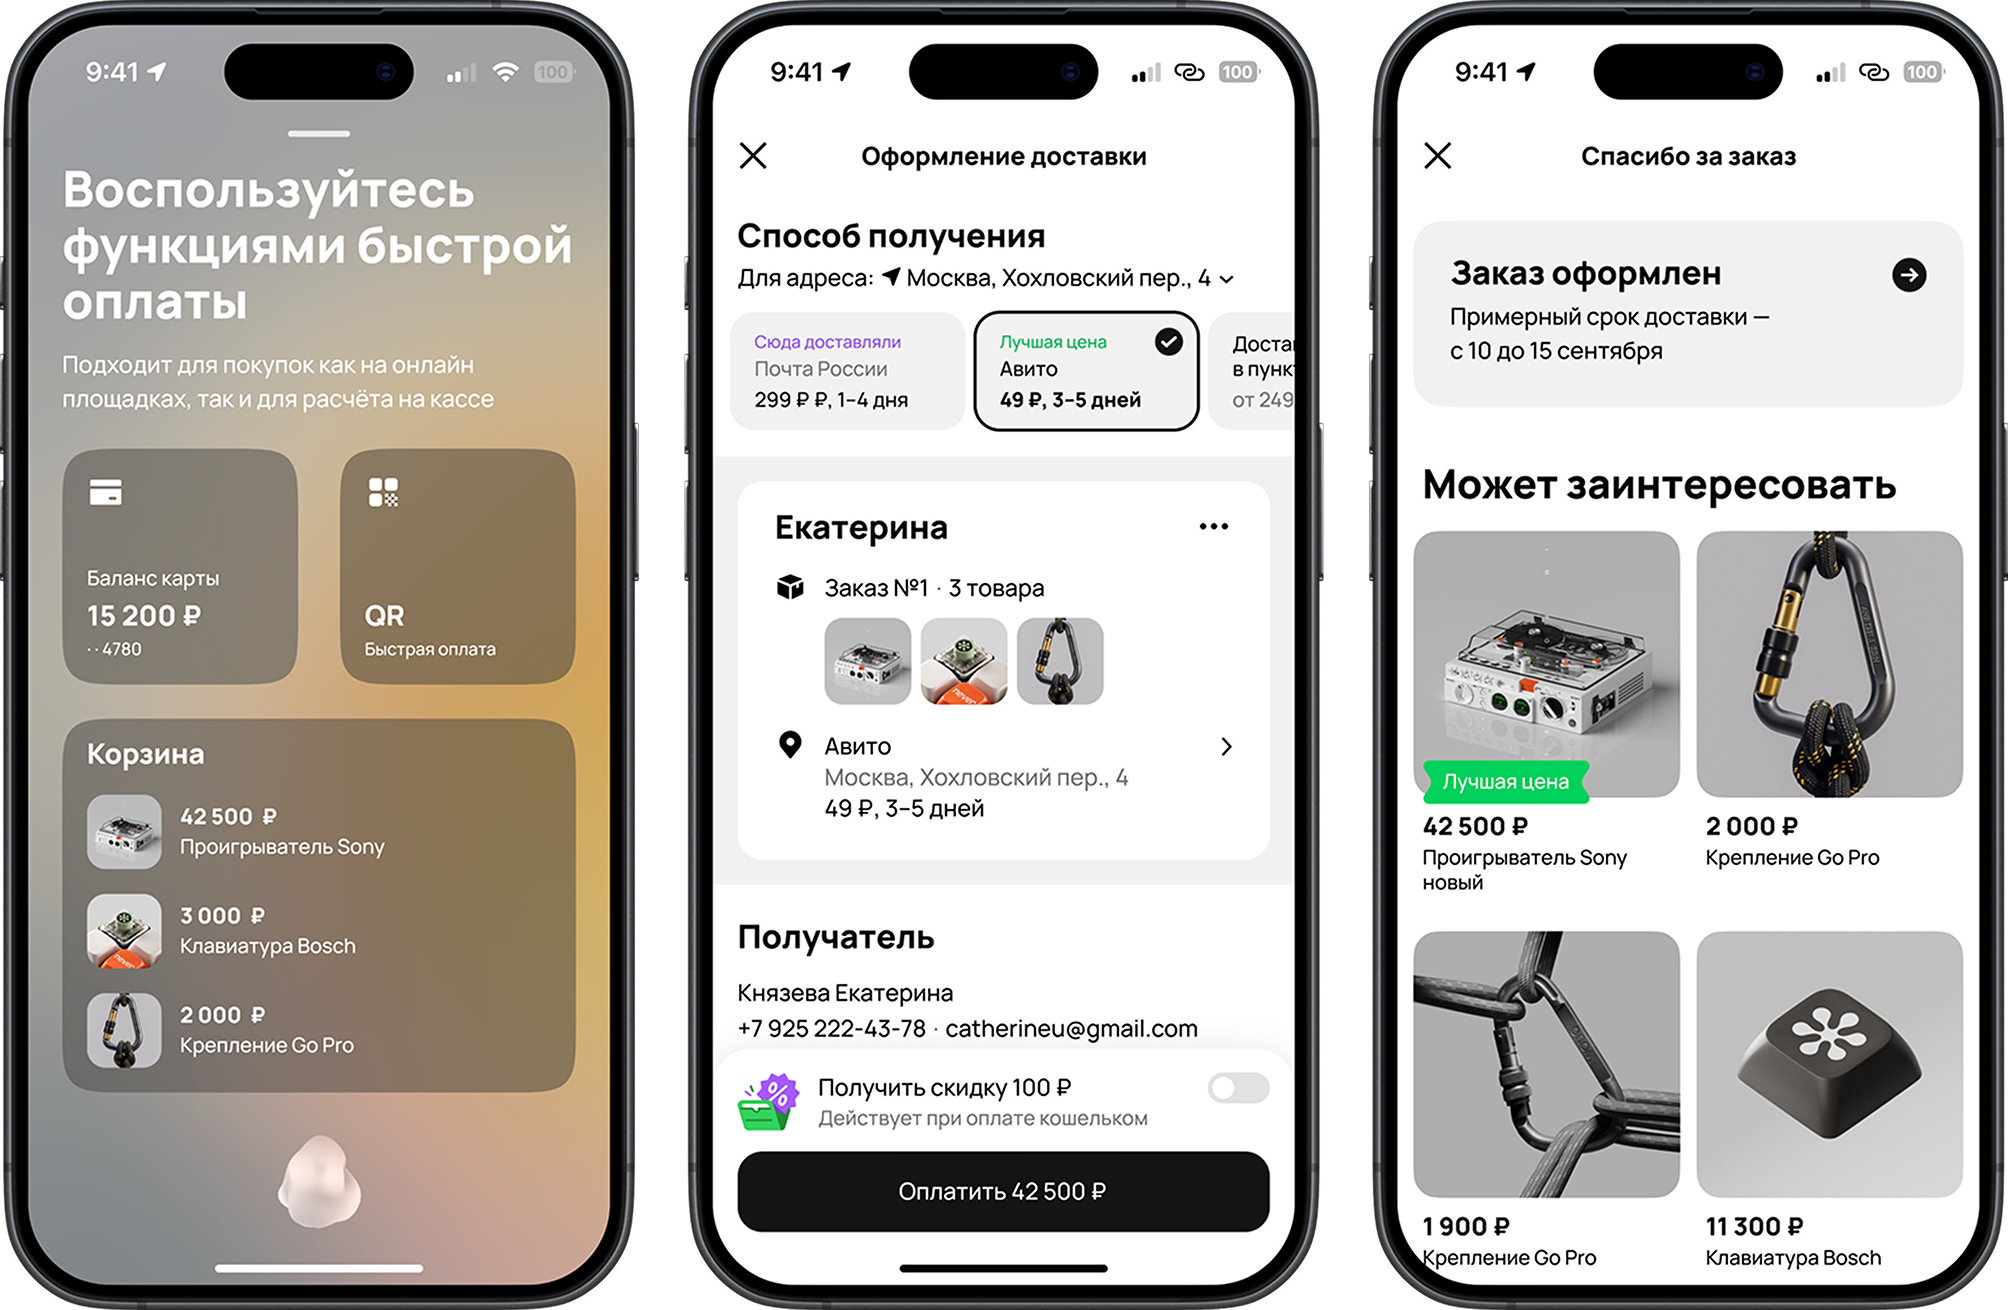 9:41
100
Воспользуйтесь
функциями быстрой
оплаты
Подходит для покупок как на онлайн
площадках, так и для расчёта на кассе
Баланс карты
15 200 ₽
·· 4780
QR
Быстрая оплата
Корзина
42 500 ₽
Проигрыватель Sony
3 000 ₽
Клавиатура Bosch
2 000 ₽
Крепление Go Pro
9:41
100
Оформление доставки
Способ получения
Для адреса: Москва, Хохловский пер., 4
Сюда доставляли
Почта России
299 ₽ ₽, 1–4 дня
Лучшая цена
Авито
49 ₽, 3–5 дней
Доста
в пунк
от 249
Екатерина
Заказ №1 · 3 товара
never
Авито
Москва, Хохловский пер., 4
49 ₽, 3–5 дней
Получатель
Князева Екатерина
+7 925 222-43-78 · catherineu@gmail.com
Получить скидку 100 ₽
Действует при оплате кошельком
Оплатить 42 500 ₽
9:41
100
Спасибо за заказ
Заказ оформлен
Примерный срок доставки —
с 10 до 15 сентября
Может заинтересовать
Лучшая цена
42 500 ₽
Проигрыватель Sony
новый
2 000 ₽
Крепление Go Pro
1 900 ₽
Крепление Go Pro
11 300 ₽
Клавиатура Bosch